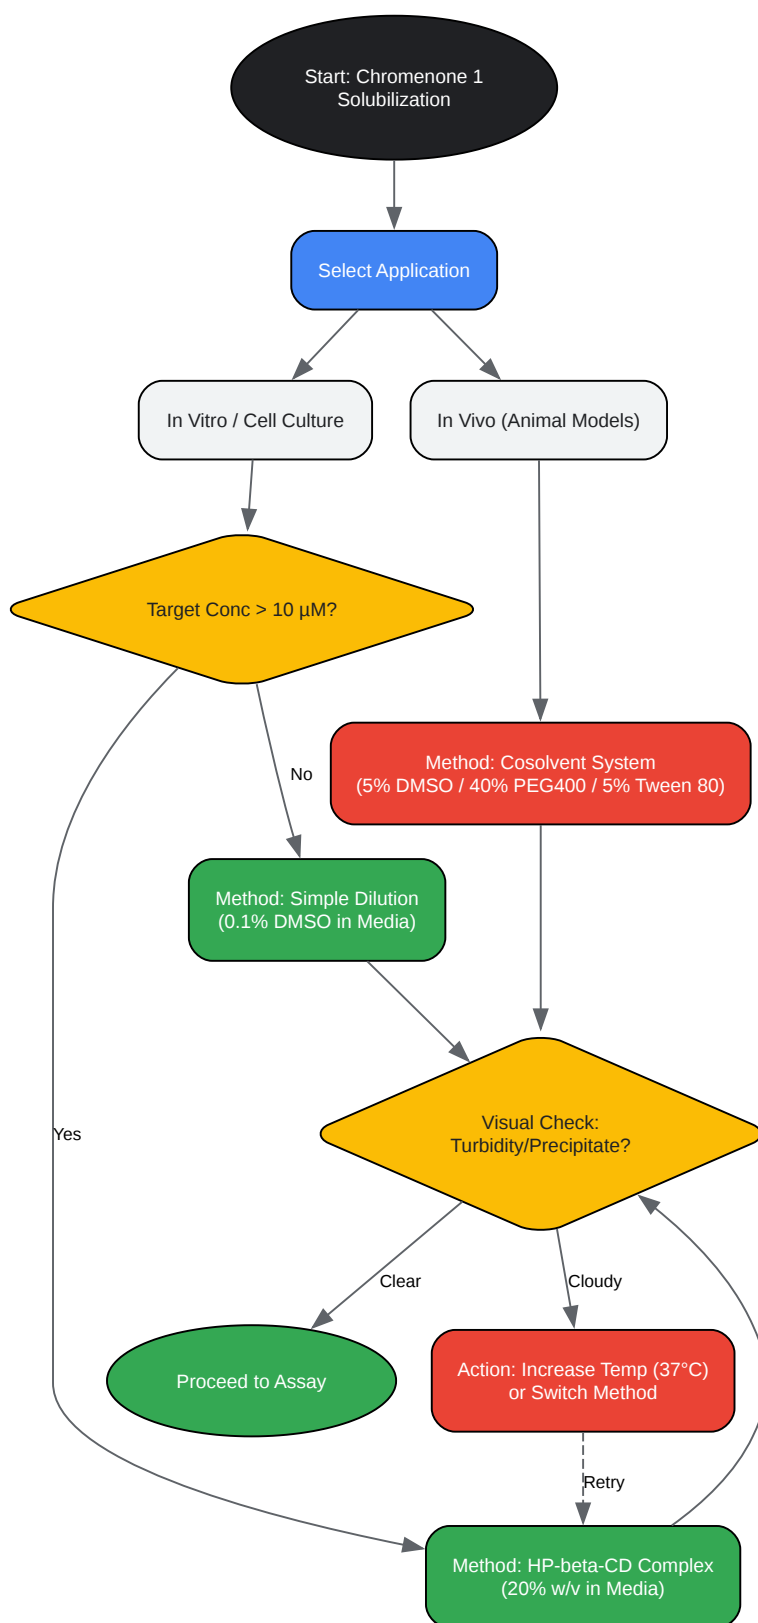 Start: Chromenone 1
Solubilization
Select Application
In Vitro / Cell Culture
In Vivo (Animal Models)
Target Conc > 10 µM?
No
Method: Cosolvent System
(5% DMSO / 40% PEG400 / 5% Tween 80)
Method: Simple Dilution
(0.1% DMSO in Media)
Yes
Visual Check:
Turbidity/Precipitate?
Clear
Cloudy
Proceed to Assay
Action: Increase Temp (37°C)
or Switch Method
Retry
Method: HP-beta-CD Complex
(20% w/v in Media)